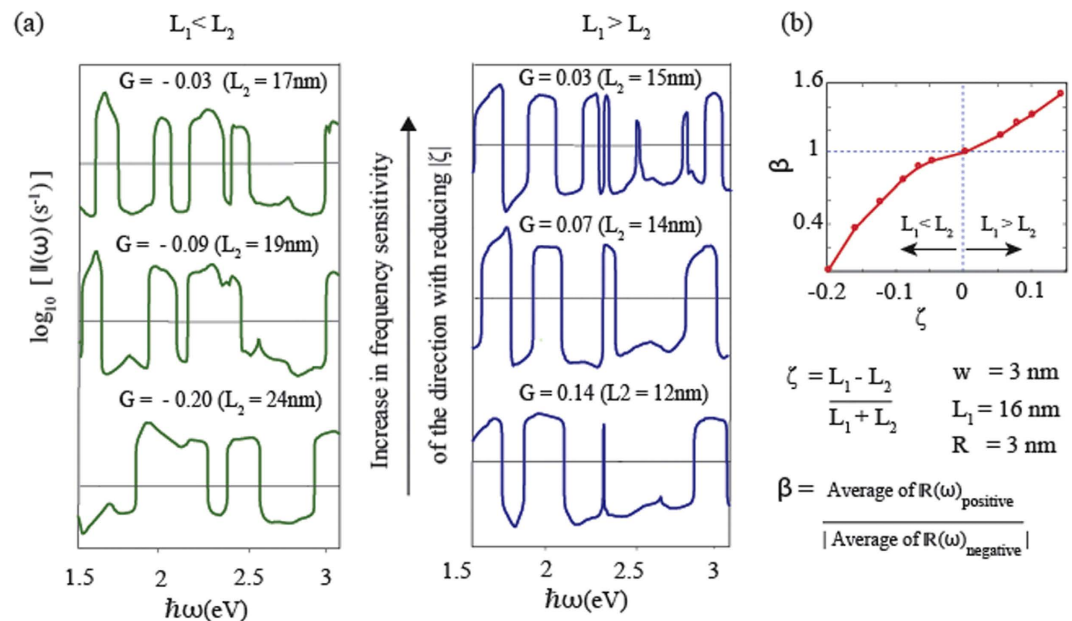 (a)
L₁ < L₂
L₁ > L₂
(b)
log₁₀ [ 𝕀(ω) (s⁻¹) ]
G = - 0.03 (L₂ = 17nm)
G = - 0.09 (L₂ = 19nm)
G = - 0.20 (L₂ = 24nm)
1.5 2 2.5 3
ℏω(eV)
Increase in frequency sensitivity
of the direction with reducing |ζ|
G = 0.03 (L₂ = 15nm)
G = 0.07 (L₂ = 14nm)
G = 0.14 (L2 = 12nm)
1.5 2 2.5 3
ℏω(eV)
1.6
1
0.4
β
L₁ < L₂ L₁ > L₂
-0.2 -0.1 0 0.1
ζ
ζ = L₁ - L₂
L₁ + L₂
w = 3 nm
L₁ = 16 nm
R = 3 nm
β = Average of ℝ(ω)positive
| Average of ℝ(ω)negative |